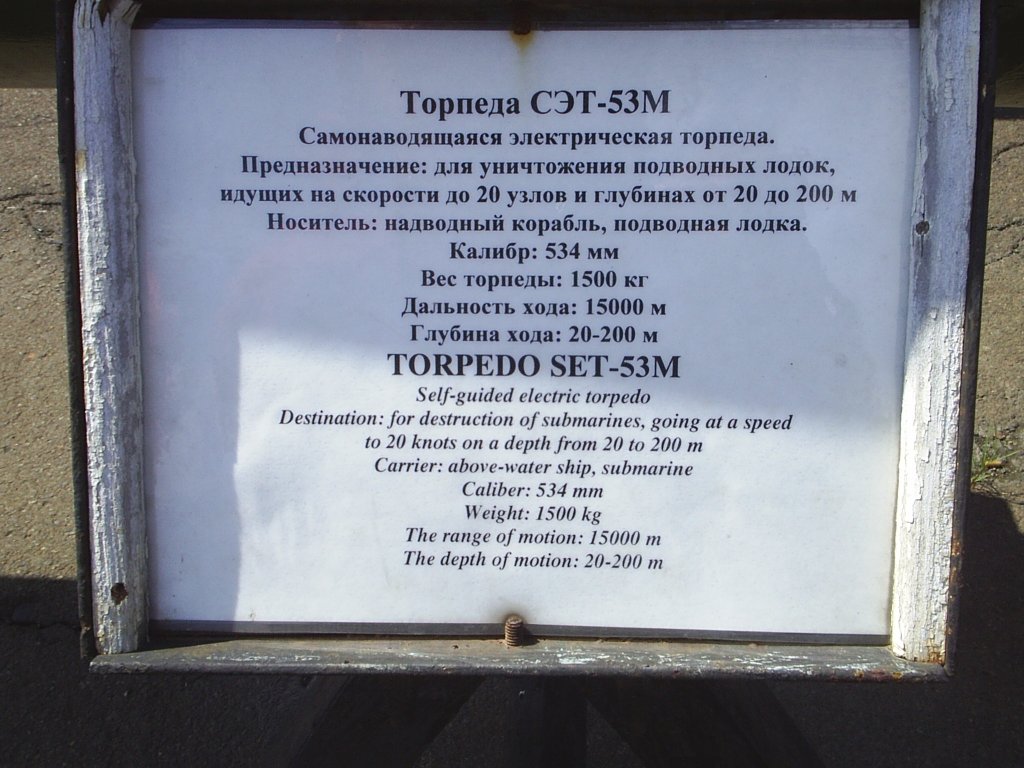 Торпеда СЭТ-53М
Самонаводящаяся электрическая торпеда.
Предназначение: для уничтожения подводных лодок,
идущих на скорости до 20 узлов и глубинах от 20 до 200 м
Носитель: надводный корабль, подводная лодка.
Калибр: 534 мм
Вес торпеды: 1500 кг
Дальность хода: 15000 м
Глубина хода: 20-200 м
TORPEDO SET-53M
Self-guided electric torpedo
Destination: for destruction of submarines, going at a speed
to 20 knots on a depth from 20 to 200 m
Carrier: above-water ship, submarine
Caliber: 534 mm
Weight: 1500 kg
The range of motion: 15000 m
The depth of motion: 20-200 m